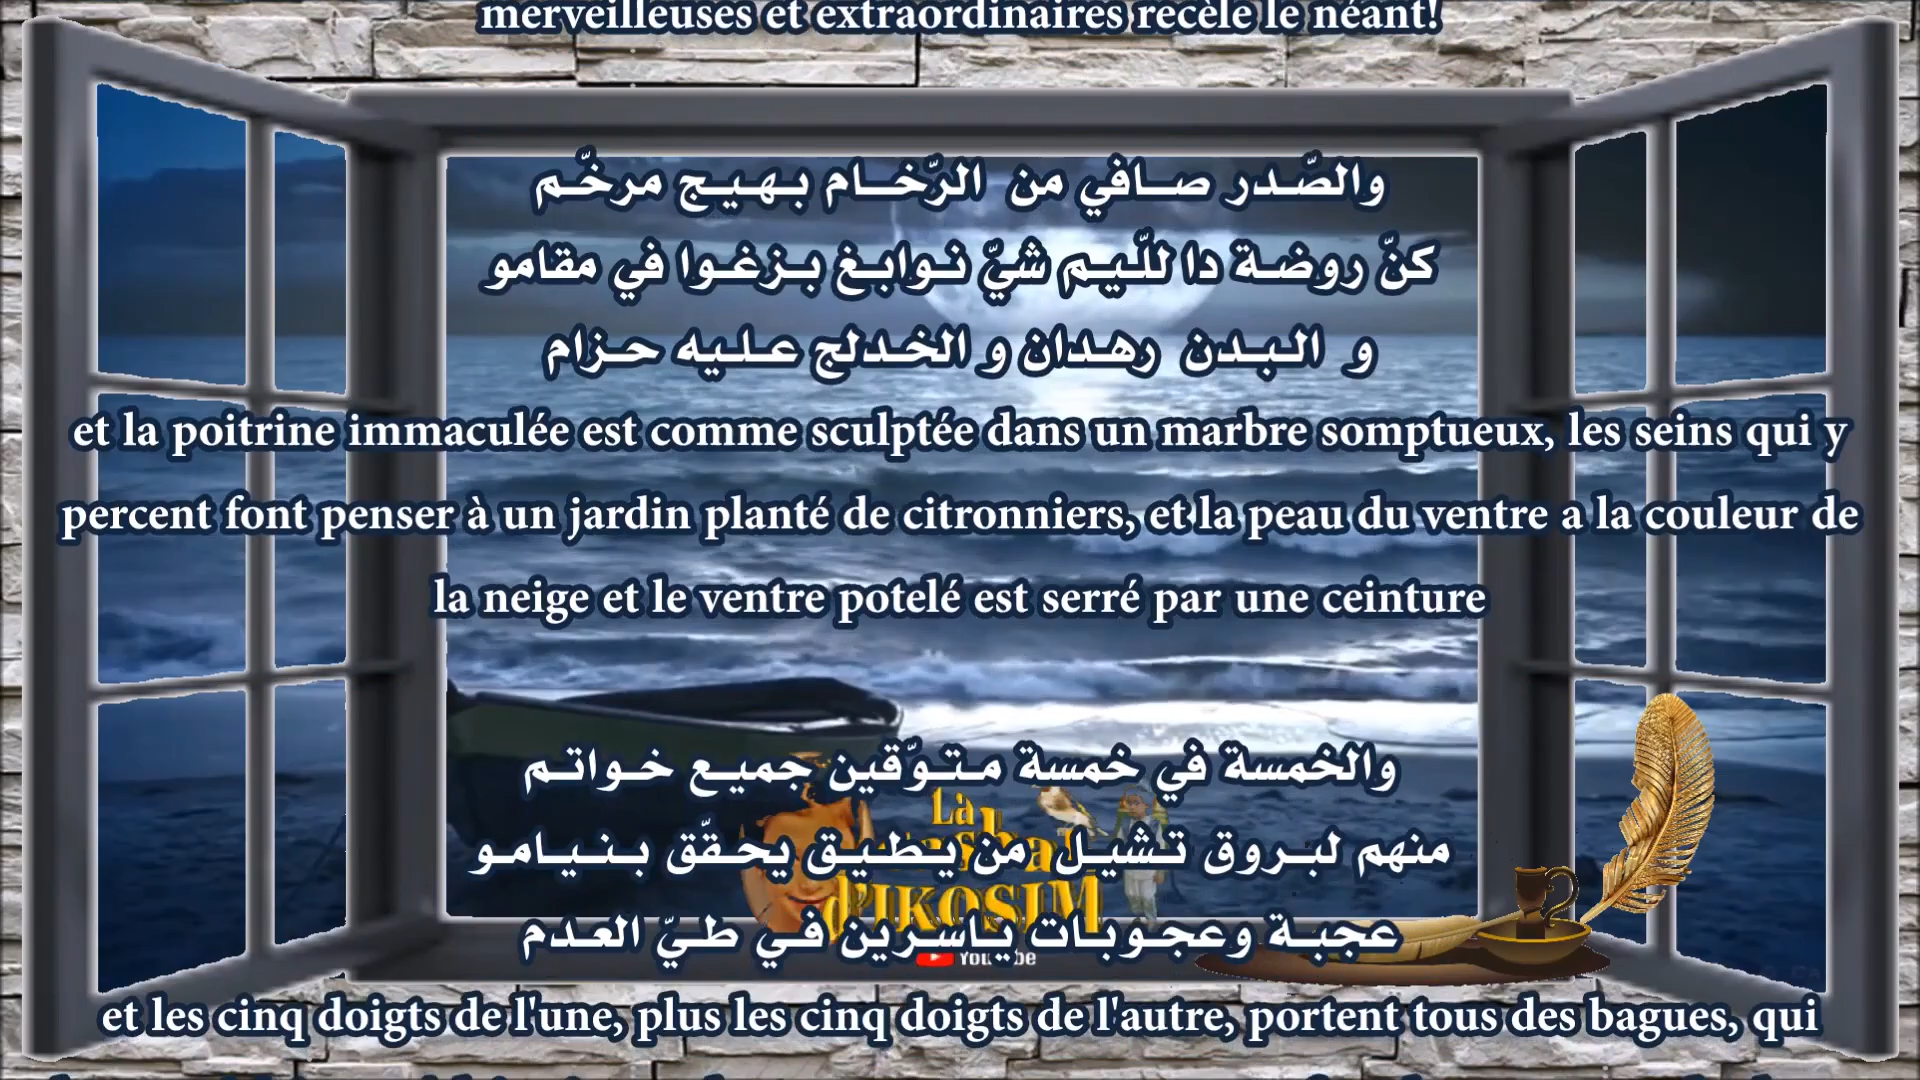 merveilleuses et extraordinaires recèle le néant!
والصّدر صافي من الرّخام بهيج مرخّم
كنّ روضة دا للّيم شيّ نوابغ بزغوا في مقامو
و البدن رهدان و الخدلج عليه حزام
et la poitrine immaculée est comme sculptée dans un marbre somptueux, les seins qui y
percent font penser à un jardin planté de citronniers, et la peau du ventre a la couleur de
la neige et le ventre potelé est serré par une ceinture
والخمسة في خمسة متوّقين جميع خواتم
La
منهم لبروق تشيل من يطيق يحقّق بنيامو
d'IKOSIM
عجبة وعجوبات ياسرين في طيّ العدم
YouTube
et les cinq doigts de l'une, plus les cinq doigts de l'autre, portent tous des bagues, qui